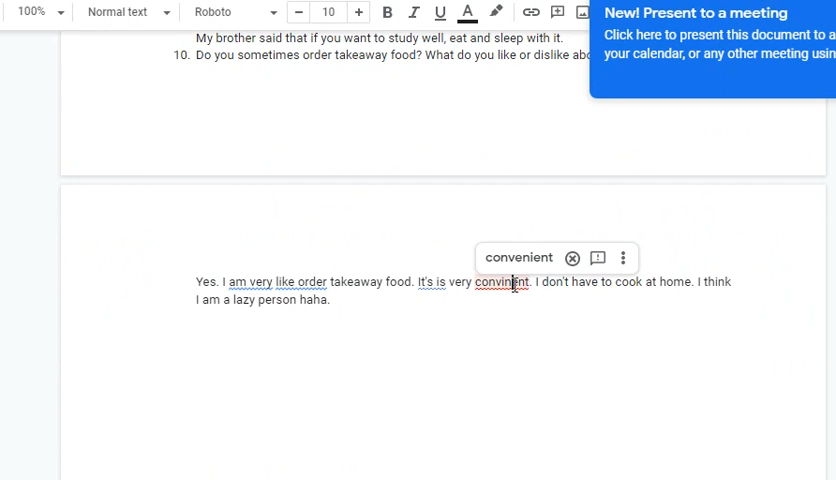 100% Normal text Roboto 10 B I U A
New! Present to a meeting
Click here to present this document to a
your calendar, or any other meeting usin
My brother said that if you want to study well, eat and sleep with it.
10. Do you sometimes order takeaway food? What do you like or dislike abo
convenient
Yes. I am very like order takeaway food. It's is very convinent. I don't have to cook at home. I think
I am a lazy person haha.